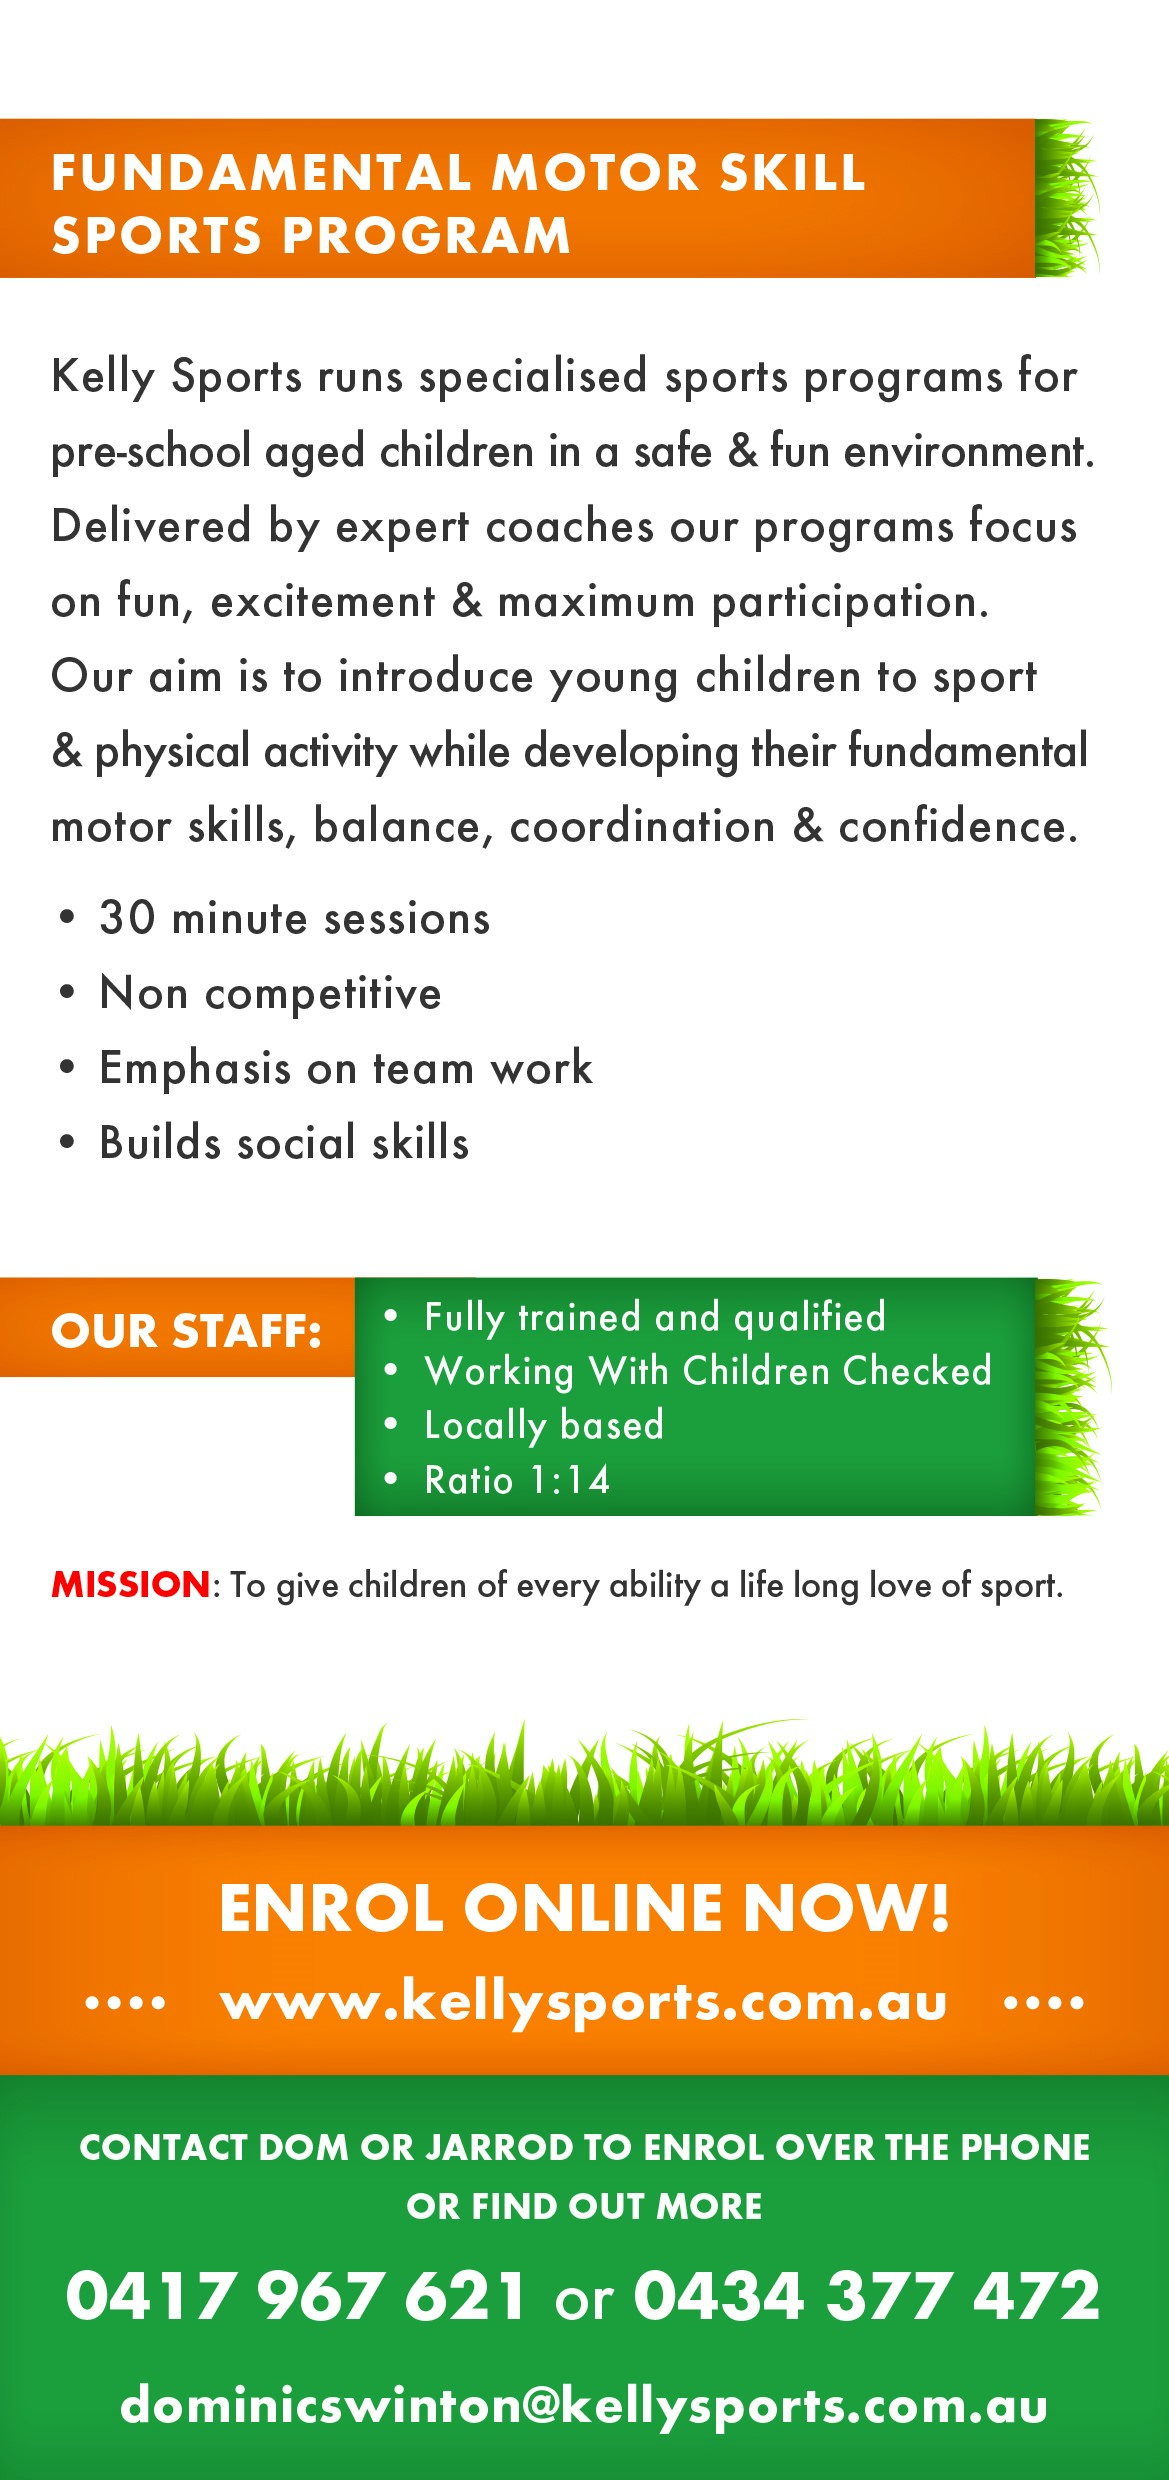 FUNDAMENTAL MOTOR SKILL
SPORTS PROGRAM
Kelly Sports runs specialised sports programs for
pre-school aged children in a safe & fun environment.
Delivered by expert coaches our programs focus
on fun, excitement & maximum participation.
Our aim is to introduce young children to sport
& physical activity while developing their fundamental
motor skills, balance, coordination & confidence.
• 30 minute sessions
• Non competitive
• Emphasis on team work
• Builds social skills
OUR STAFF:
• Fully trained and qualified
• Working With Children Checked
• Locally based
• Ratio 1:14
MISSION: To give children of every ability a life long love of sport.
ENROL ONLINE NOW!
•••• www.kellysports.com.au ••••
CONTACT DOM OR JARROD TO ENROL OVER THE PHONE
OR FIND OUT MORE
0417 967 621 or 0434 377 472
dominicswinton@kellysports.com.au